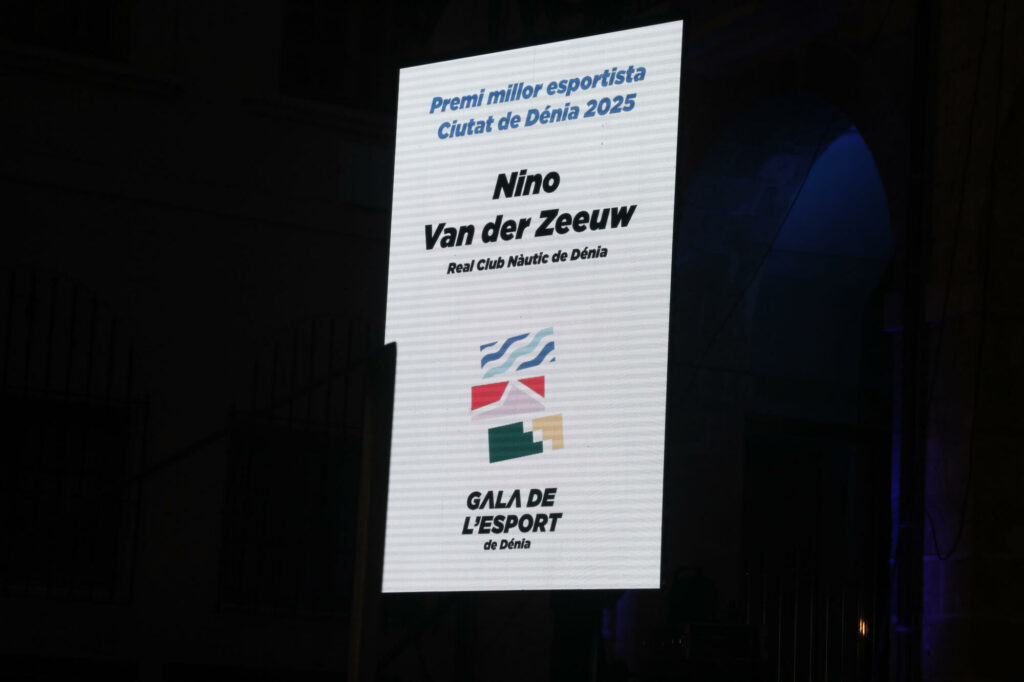 Premi millor esportista
Ciutat de Dénia 2025
Nino
Van der Zeeuw
Real Club Nàutic de Dénia
GALA DE
L'ESPORT
de Dénia